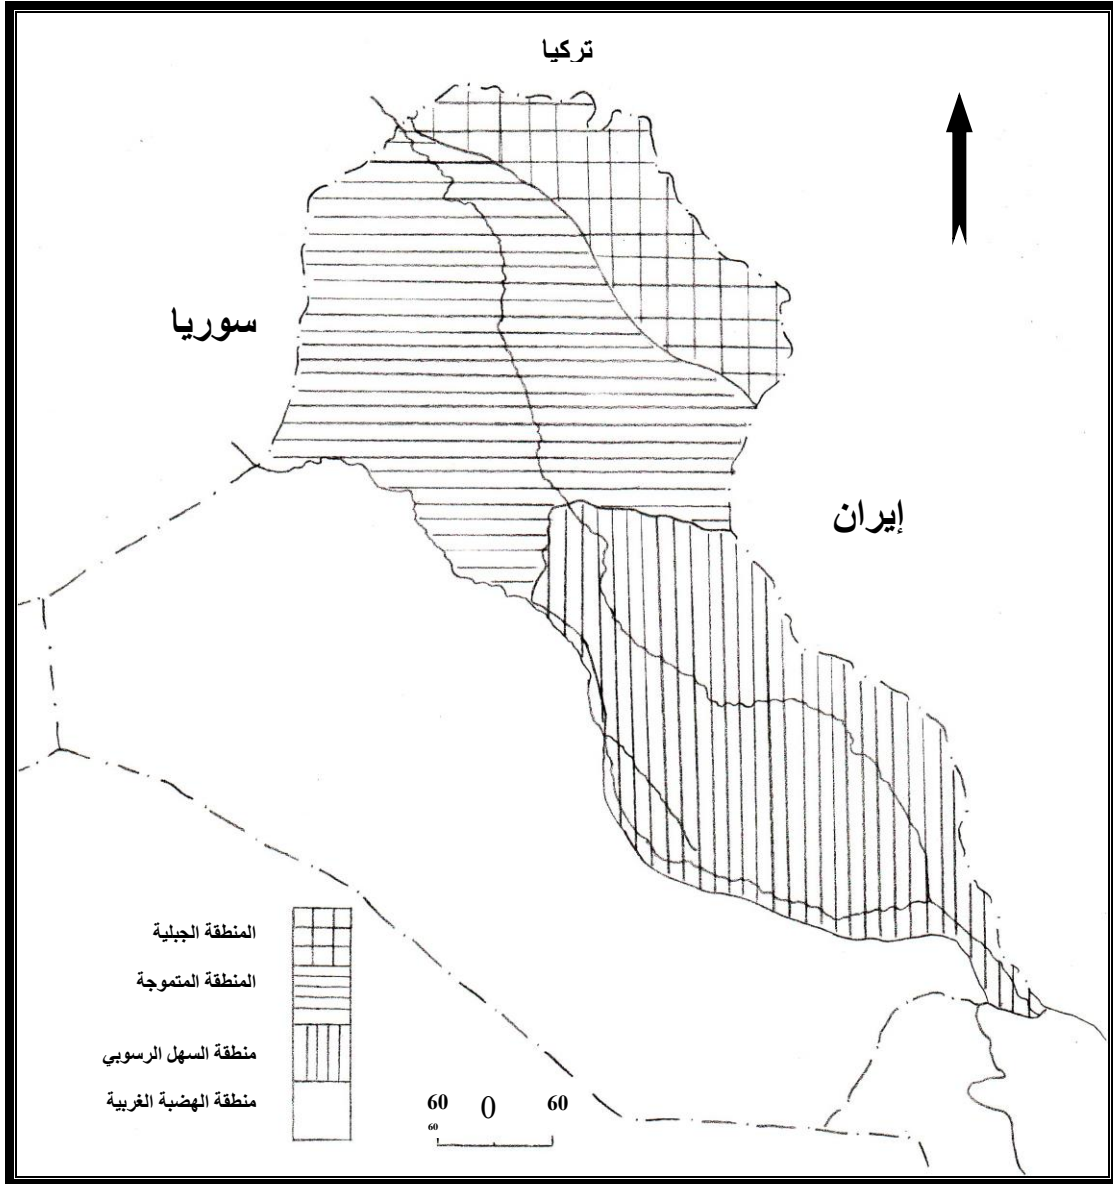 تركيا
سوريا
إيران
المنطقة الجبلية
المنطقة المتموجة
منطقة السهل الرسوبي
منطقة الهضبة الغربية
60 0 60
60